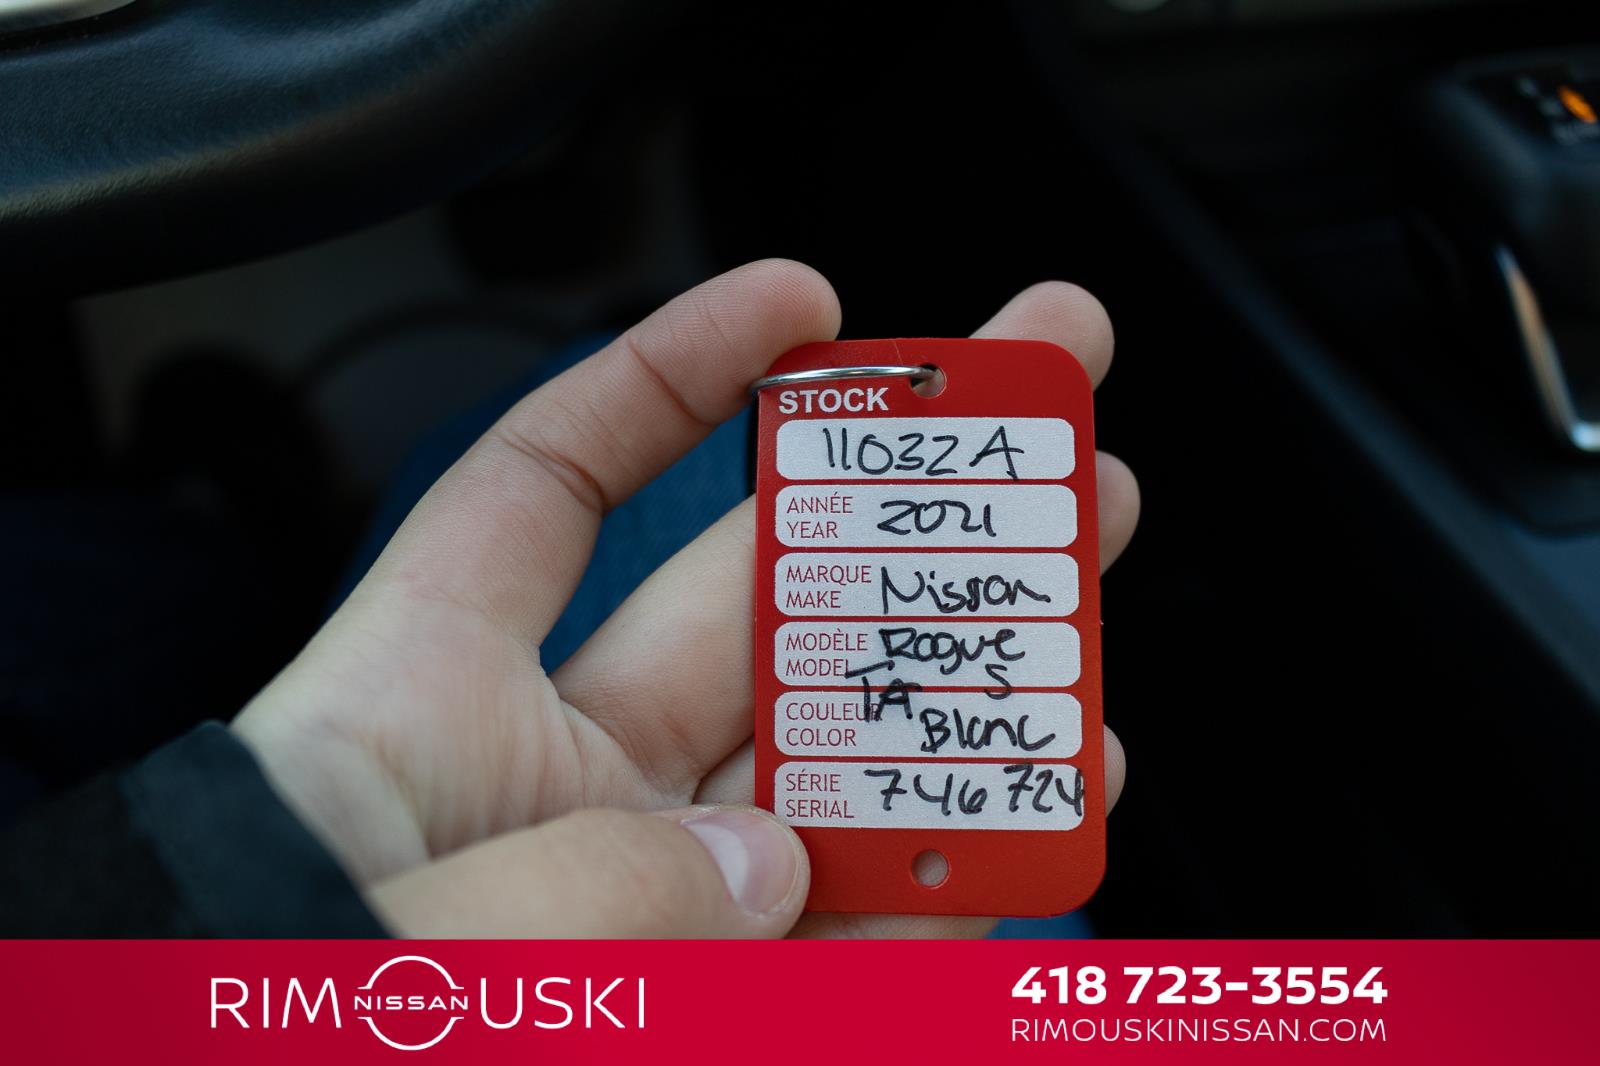 STOCK
11032A
ANNÉE
YEAR 2021
MARQUE
MAKE Nissan
MODÈLE Rogue
MODEL S
TA
COULEUR
COLOR Blanc
SÉRIE
SERIAL 746724
RIM NISSAN USKI
418 723-3554
RIMOUSKINISSAN.COM